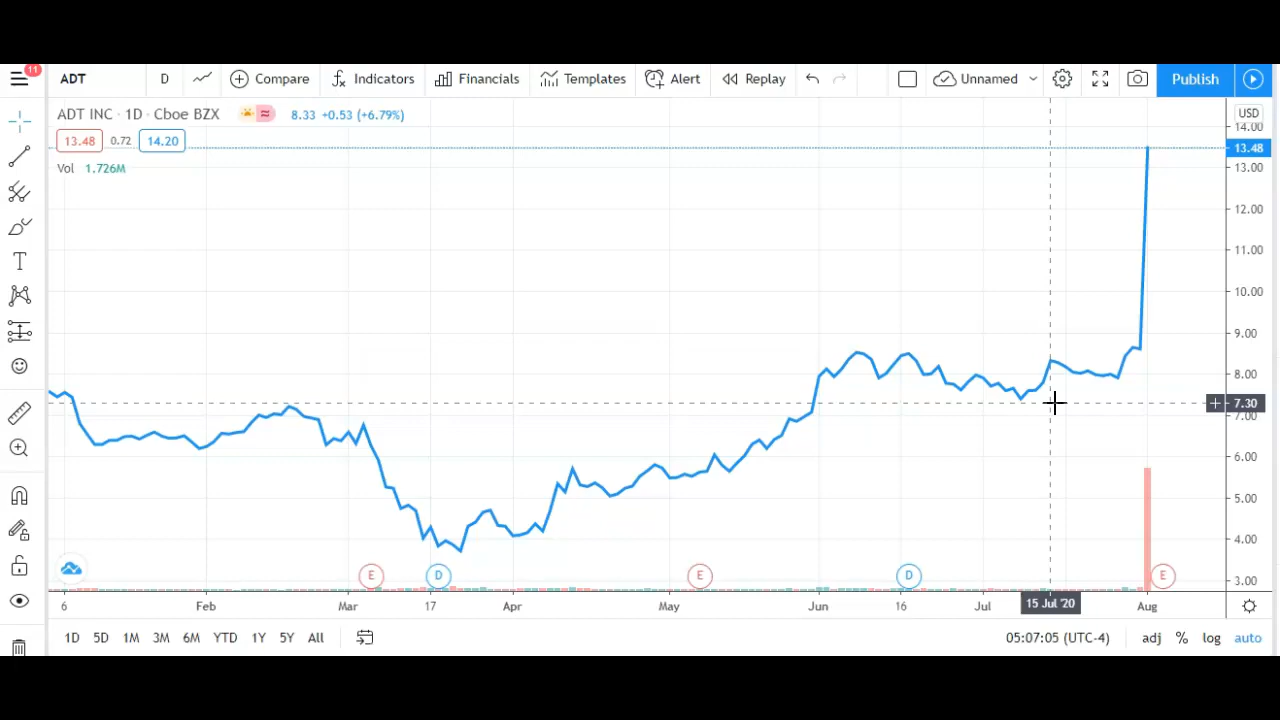 11 ADT D Compare Indicators Financials Templates Alert Replay Unnamed Publish
ADT INC · 1D · Cboe BZX 8.33 +0.53 (+6.79%) USD
14.00
13.48 0.72 14.20 13.48
Vol 1.726M 13.00
12.00
11.00
10.00
9.00
8.00
7.30
7.00
6.00
5.00
4.00
E D E D E 3.00
6 Feb Mar 17 Apr May Jun 16 Jul 15 Jul '20 Aug
1D 5D 1M 3M 6M YTD 1Y 5Y All 05:07:05 (UTC-4) adj % log auto